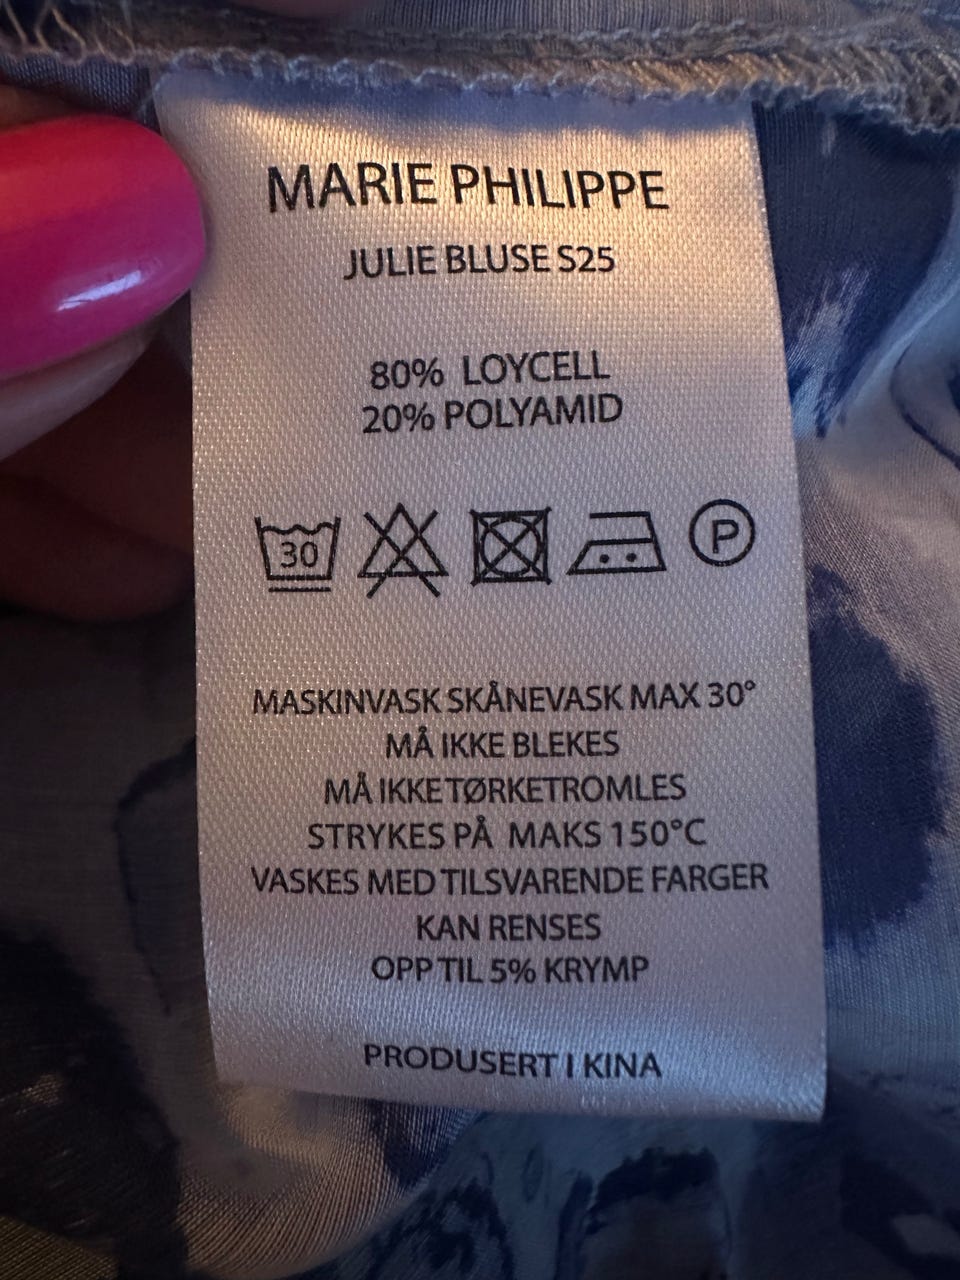 MARIE PHILIPPE
JULIE BLUSE S25
80% LOYCELL
20% POLYAMID
30 P
MASKINVASK SKÅNEVASK MAX 30°
MÅ IKKE BLEKES
MÅ IKKE TØRKETROMLES
STRYKES PÅ MAKS 150°C
VASKES MED TILSVARENDE FARGER
KAN RENSES
OPP TIL 5% KRYMP
PRODUSERT I KINA